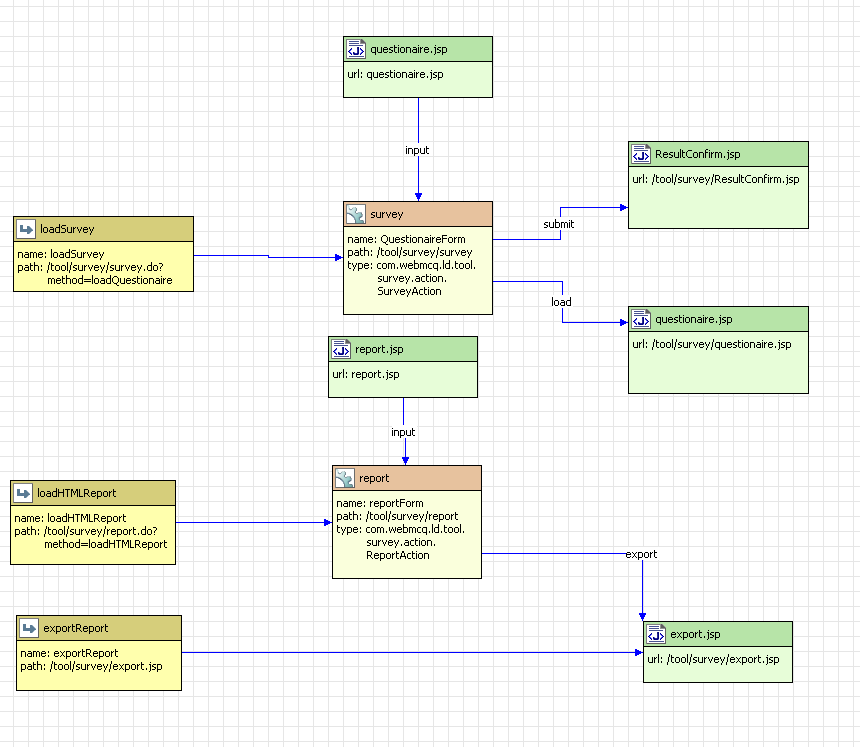 questionaire.jsp
url: questionaire.jsp
input
ResultConfirm.jsp
url: /tool/survey/ResultConfirm.jsp
survey
name: QuestionaireForm
path: /tool/survey/survey
type: com.webmcq.ld.tool.
survey.action.
SurveyAction
submit
loadSurvey
name: loadSurvey
path: /tool/survey/survey.do?
method=loadQuestionaire
load
questionaire.jsp
url: /tool/survey/questionaire.jsp
report.jsp
url: report.jsp
input
report
name: reportForm
path: /tool/survey/report
type: com.webmcq.ld.tool.
survey.action.
ReportAction
loadHTMLReport
name: loadHTMLReport
path: /tool/survey/report.do?
method=loadHTMLReport
export
exportReport
name: exportReport
path: /tool/survey/export.jsp
export.jsp
url: /tool/survey/export.jsp